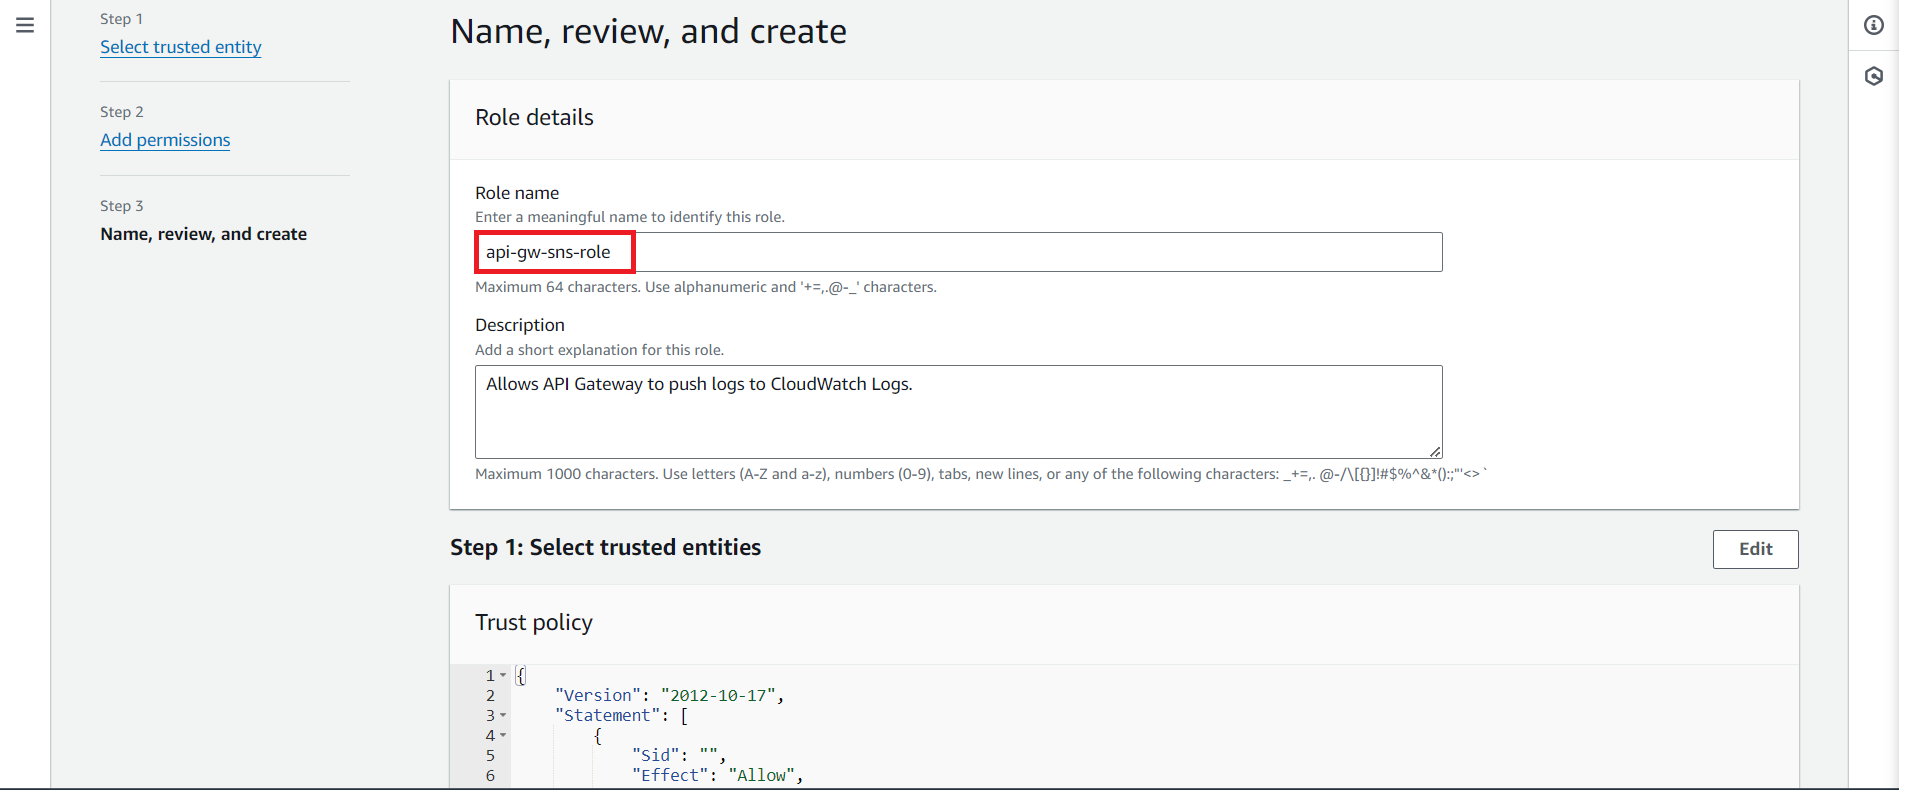 Step 1
Select trusted entity
Step 2
Add permissions
Step 3
Name, review, and create
Name, review, and create
Role details
Role name
Enter a meaningful name to identify this role.
api-gw-sns-role
Maximum 64 characters. Use alphanumeric and '+=,.@-_' characters.
Description
Add a short explanation for this role.
Allows API Gateway to push logs to CloudWatch Logs.
Maximum 1000 characters. Use letters (A-Z and a-z), numbers (0-9), tabs, new lines, or any of the following characters: _+=,. @-/\[{}]!#$%^&*();:"'<>`
Step 1: Select trusted entities
Edit
Trust policy
1 {
2 "Version": "2012-10-17",
3 "Statement": [
4 {
5 "Sid": "",
6 "Effect": "Allow",